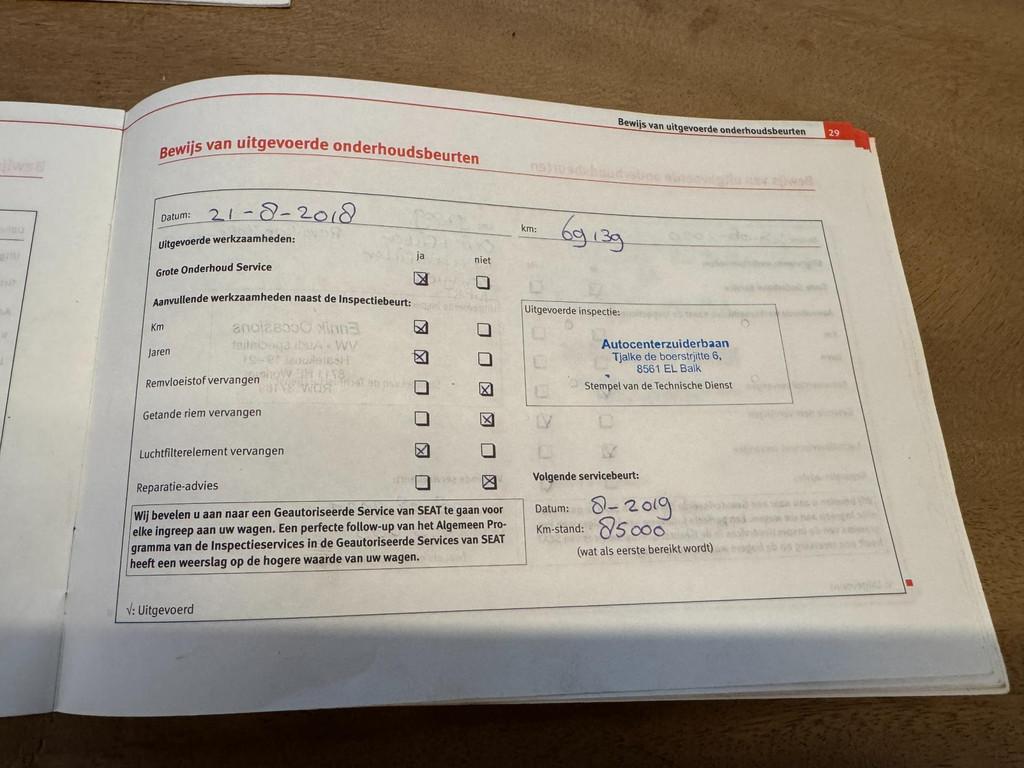 Bewijs van uitgevoerde onderhoudsbeurten 29
Bewijs van uitgevoerde onderhoudsbeurten
Datum: 21-8-2018
km: 69139
Uitgevoerde werkzaamheden:
ja niet
Grote Onderhoud Service
Aanvullende werkzaamheden naast de Inspectiebeurt:
Km
Jaren
Remvloeistof vervangen
Getande riem vervangen
Luchtfilterelement vervangen
Reparatie-advies
Uitgevoerde inspectie:
Autocenterzuiderbaan
Tjalke de boerstrjitte 6,
8561 EL Balk
Stempel van de Technische Dienst
Wij bevelen u aan naar een Geautoriseerde Service van SEAT te gaan voor
elke ingreep aan uw wagen. Een perfecte follow-up van het Algemeen Pro-
gramma van de Inspectieservices in de Geautoriseerde Services van SEAT
heeft een weerslag op de hogere waarde van uw wagen.
Volgende servicebeurt:
Datum: 8-2019
Km-stand: 85000
(wat als eerste bereikt wordt)
√: Uitgevoerd